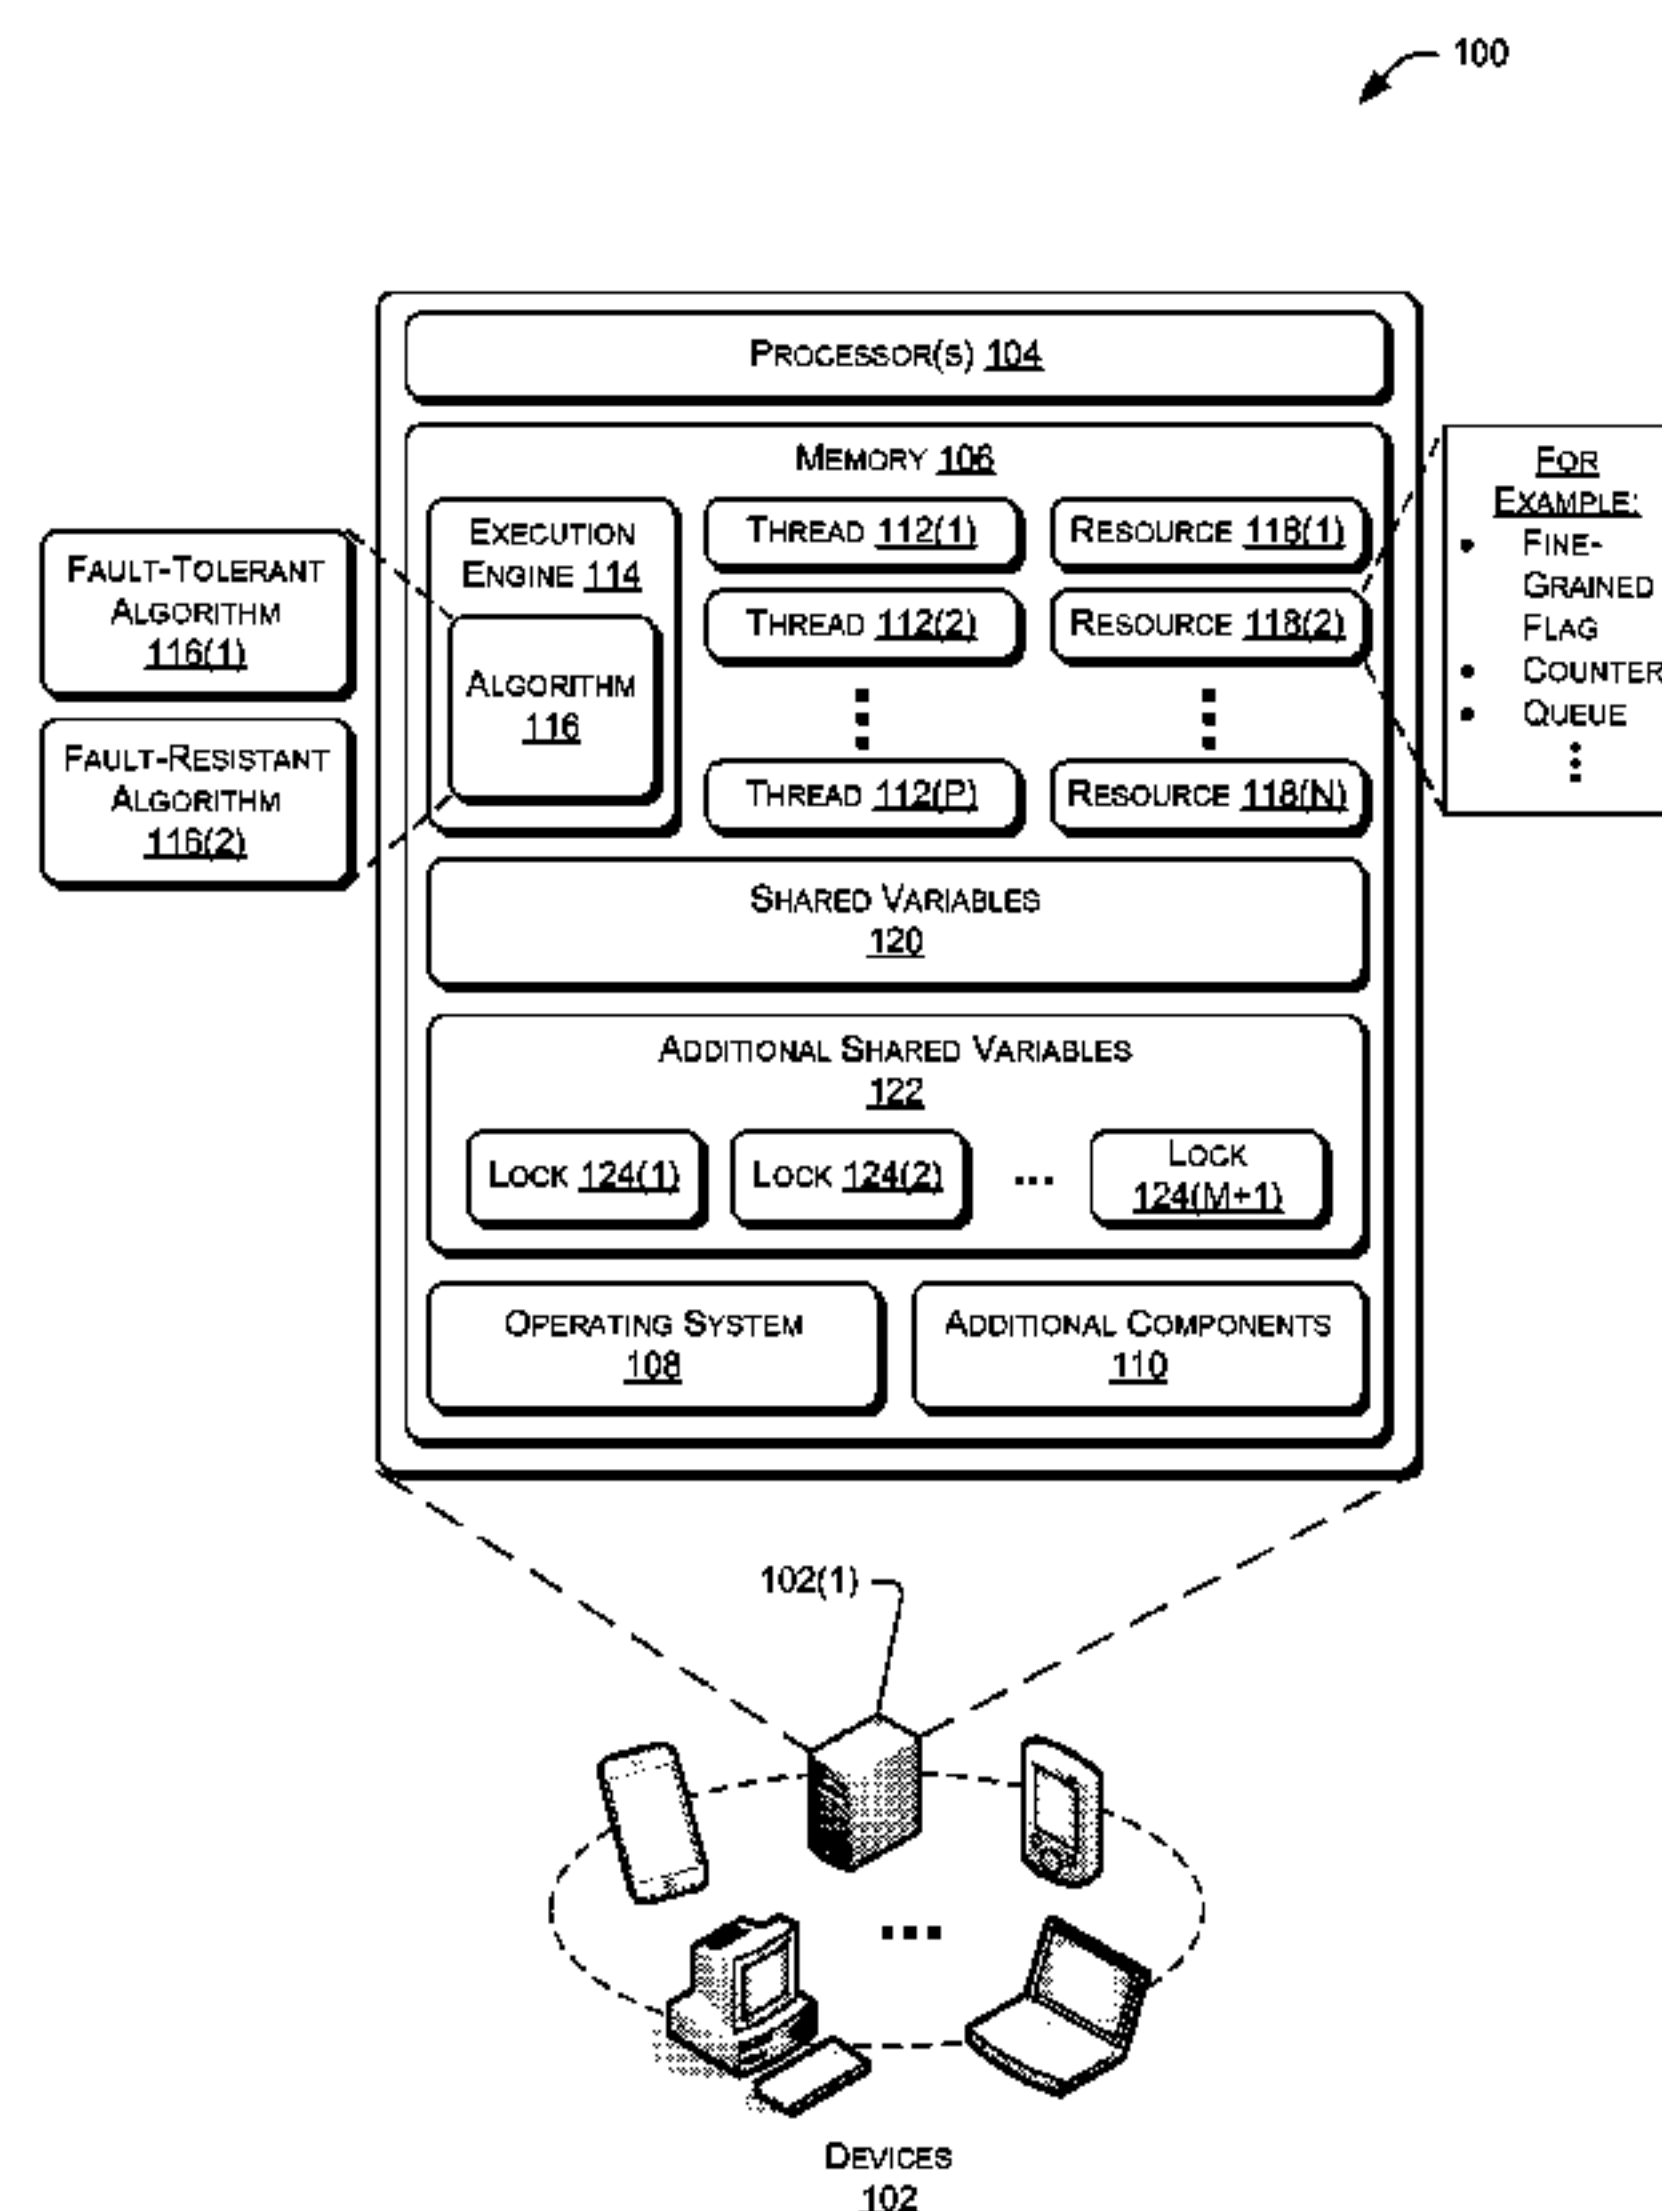 100
PROCESSOR(S) 104
MEMORY 106
EXECUTION
ENGINE 114
ALGORITHM
116
THREAD 112(1)
THREAD 112(2)
THREAD 112(P)
RESOURCE 118(1)
RESOURCE 118(2)
RESOURCE 118(N)
FOR
EXAMPLE:
• FINE-
GRAINED
FLAG
• COUNTER
• QUEUE
FAULT-TOLERANT
ALGORITHM
116(1)
FAULT-RESISTANT
ALGORITHM
116(2)
SHARED VARIABLES
120
ADDITIONAL SHARED VARIABLES
122
LOCK 124(1)
LOCK 124(2)
...
LOCK
124(M+1)
OPERATING SYSTEM
108
ADDITIONAL COMPONENTS
110
102(1)
...
DEVICES
102